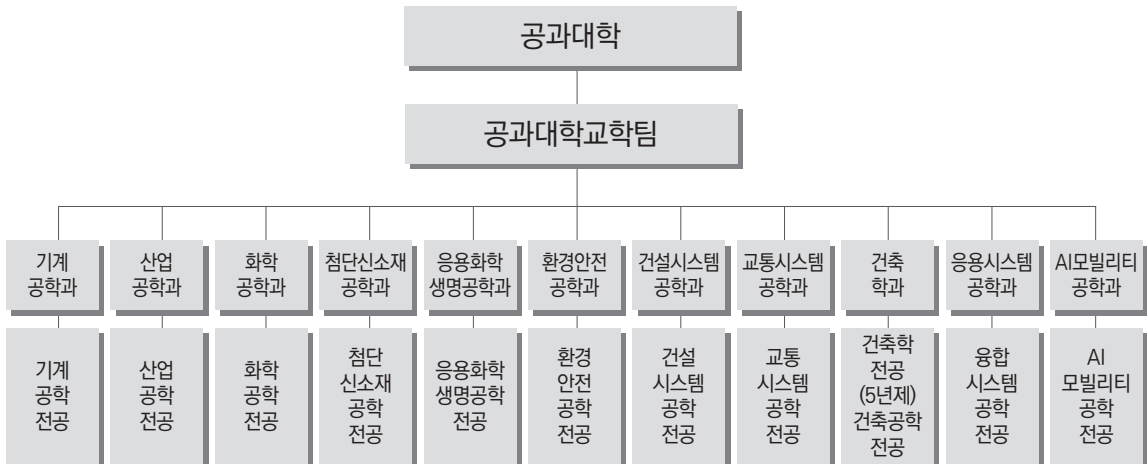 공과대학
공과대학교학팀
기계
공학과
산업
공학과
화학
공학과
첨단신소재
공학과
응용화학
생명공학과
환경안전
공학과
건설시스템
공학과
교통시스템
공학과
건축
학과
응용시스템
공학과
AI모빌리티
공학과
기계
공학
전공
산업
공학
전공
화학
공학
전공
첨단
신소재
공학
전공
응용화학
생명공학
전공
환경
안전
공학
전공
건설
시스템
공학
전공
교통
시스템
공학
전공
건축학
전공
(5년제)
건축공학
전공
융합
시스템
공학
전공
AI
모빌리티
공학
전공